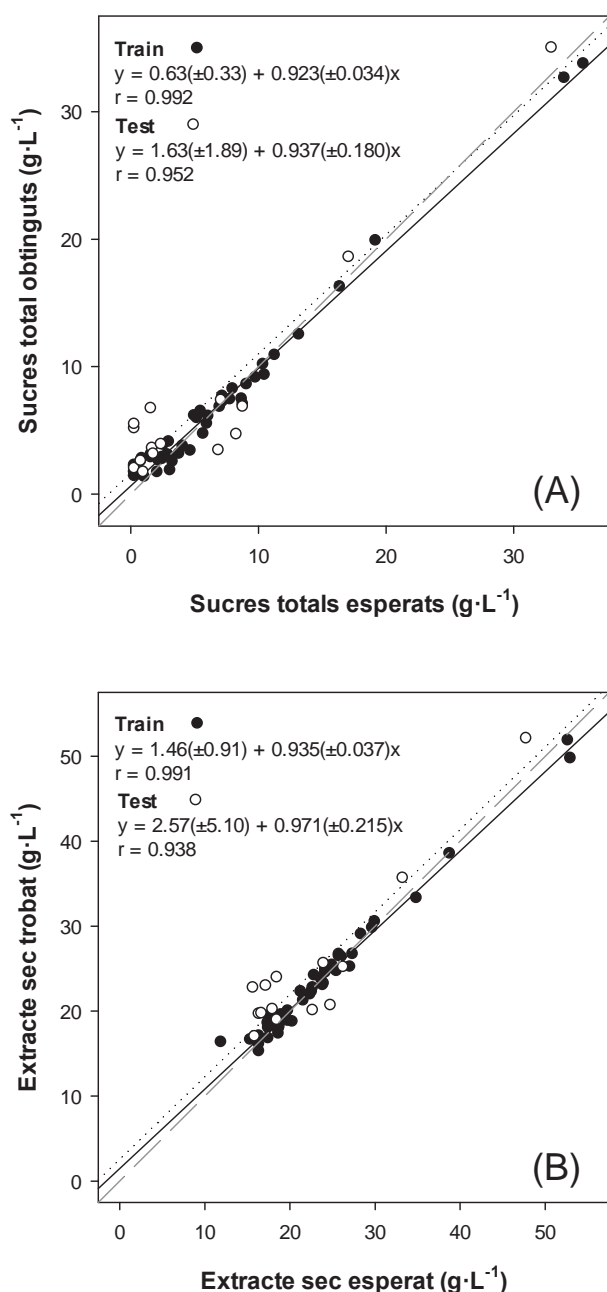 Train
y = 0.63(±0.33) + 0.923(±0.034)x
r = 0.992
Test
y = 1.63(±1.89) + 0.937(±0.180)x
r = 0.952
30
20
10
0
Sucres total obtinguts (g·L⁻¹)
(A)
0 10 20 30
Sucres totals esperats (g·L⁻¹)
Train
y = 1.46(±0.91) + 0.935(±0.037)x
r = 0.991
Test
y = 2.57(±5.10) + 0.971(±0.215)x
r = 0.938
50
40
30
20
10
0
Extracte sec trobat (g·L⁻¹)
(B)
0 10 20 30 40 50
Extracte sec esperat (g·L⁻¹)